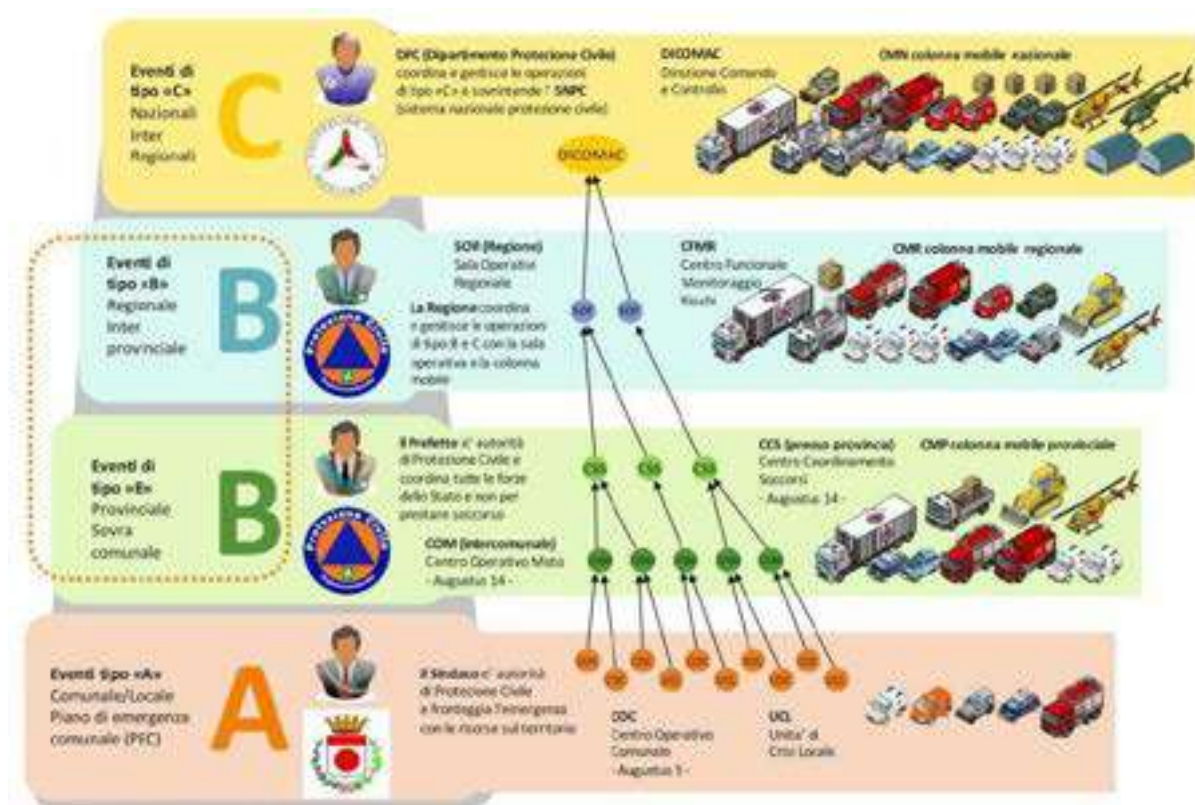 Eventi di
tipo «C»
Nazionali
Inter
Regionali
C
DPC (Dipartimento Protezione Civile)
coordina e gestisce le operazioni
di tipo «C» e sovrintende l' SNPC
(sistema nazionale protezione civile)
DICOMAC
Direzione Comando
e Controllo
CMN colonna mobile nazionale
DICOMAC
Eventi di
tipo «B»
Regionale
Inter
provinciale
B
Protezione Civile
SOR (Regione)
Sala Operativa
Regionale
La Regione coordina
e gestisce le operazioni
di tipo B e C con la sala
operativa e la colonna
mobile
SOR
SOR
CFMR
Centro Funzionale
Monitoraggio
Rischi
CMR colonna mobile regionale
Eventi di
tipo «B»
Provinciale
Sovra
comunale
B
Protezione Civile
Il Prefetto e' autorità
di Protezione Civile e
coordina tutte le forze
dello Stato e non per
prestare soccorso
COM (Intercomunale)
Centro Operativo Misto
- Augustus 14 -
CCS (presso provincia)
Centro Coordinamento
Soccorsi
- Augustus 14 -
CMP colonna mobile provinciale
Eventi tipo «A»
Comunale/Locale
Piano di emergenza
comunale (PEC)
A
Il Sindaco e' autorità
di Protezione Civile
e fronteggia l'emergenza
con le risorse sul territorio
COC
Centro Operativo
Comunale
- Augustus 5 -
UCL
Unita' di
Crisi Locale